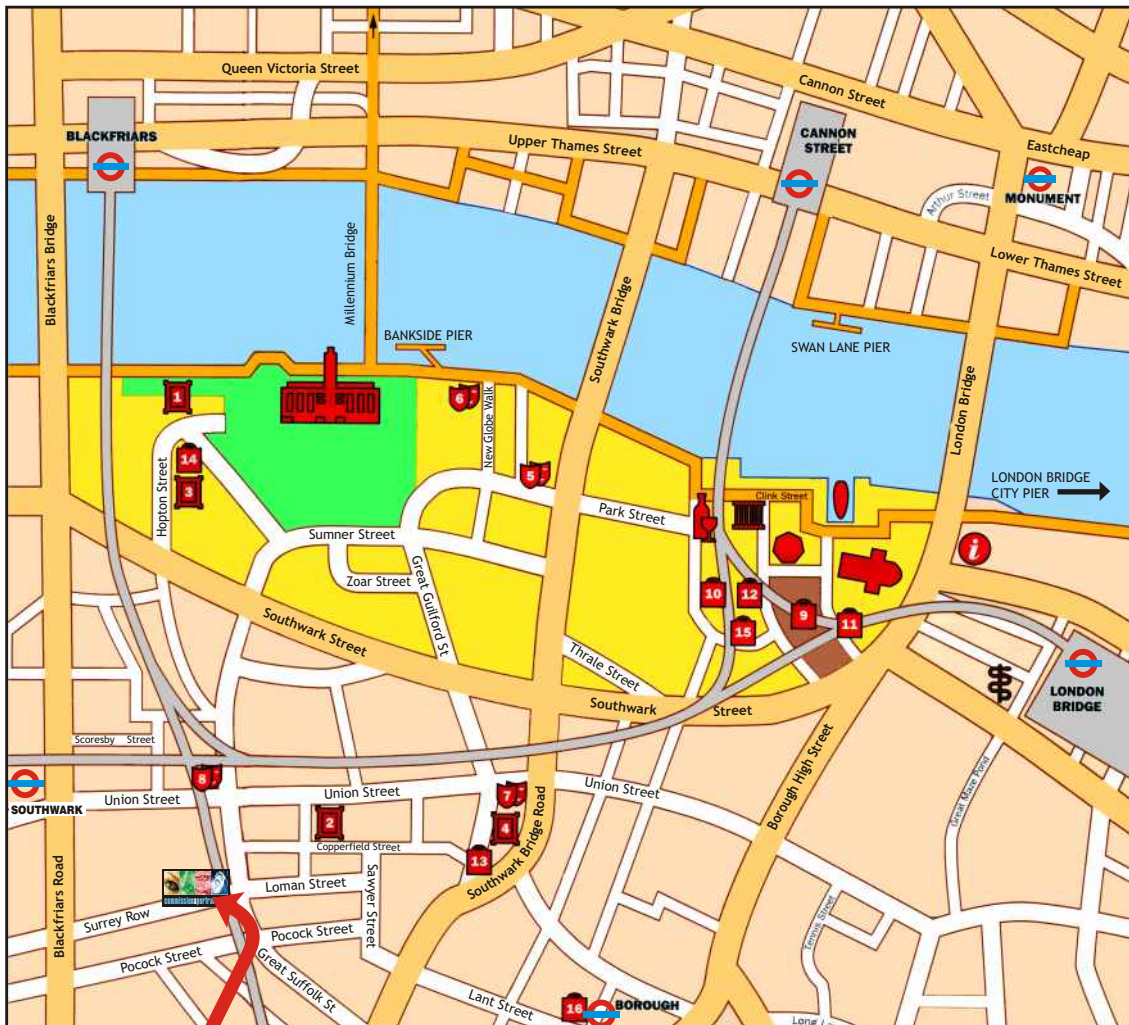 Queen Victoria Street
Cannon Street
BLACKFRIARS
CANNON
STREET
Upper Thames Street
Eastcheap
MONUMENT
Arthur Street
Lower Thames Street
Blackfriars Bridge
Millennium Bridge
Southwark Bridge
London Bridge
BANKSIDE PIER
SWAN LANE PIER
LONDON BRIDGE
CITY PIER
1
6
New Globe Walk
14
5
3
Hopton Street
Park Street
Clink Street
i
Sumner Street
Zoar Street
Great Guilford St
10
12
9
11
15
Southwark Street
Thrale Street
Southwark Street
LONDON
BRIDGE
Scoresby Street
8
SOUTHWARK
Union Street
Union Street
7
Union Street
Borough High Street
Great Maze Pond
2
4
Copperfield Street
13
Southwark Bridge Road
Blackfriars Road
Loman Street
Sawyer Street
Surrey Row
Pocock Street
Pocock Street
Great Suffolk St
Lant Street
16
BOROUGH
Tennis Street